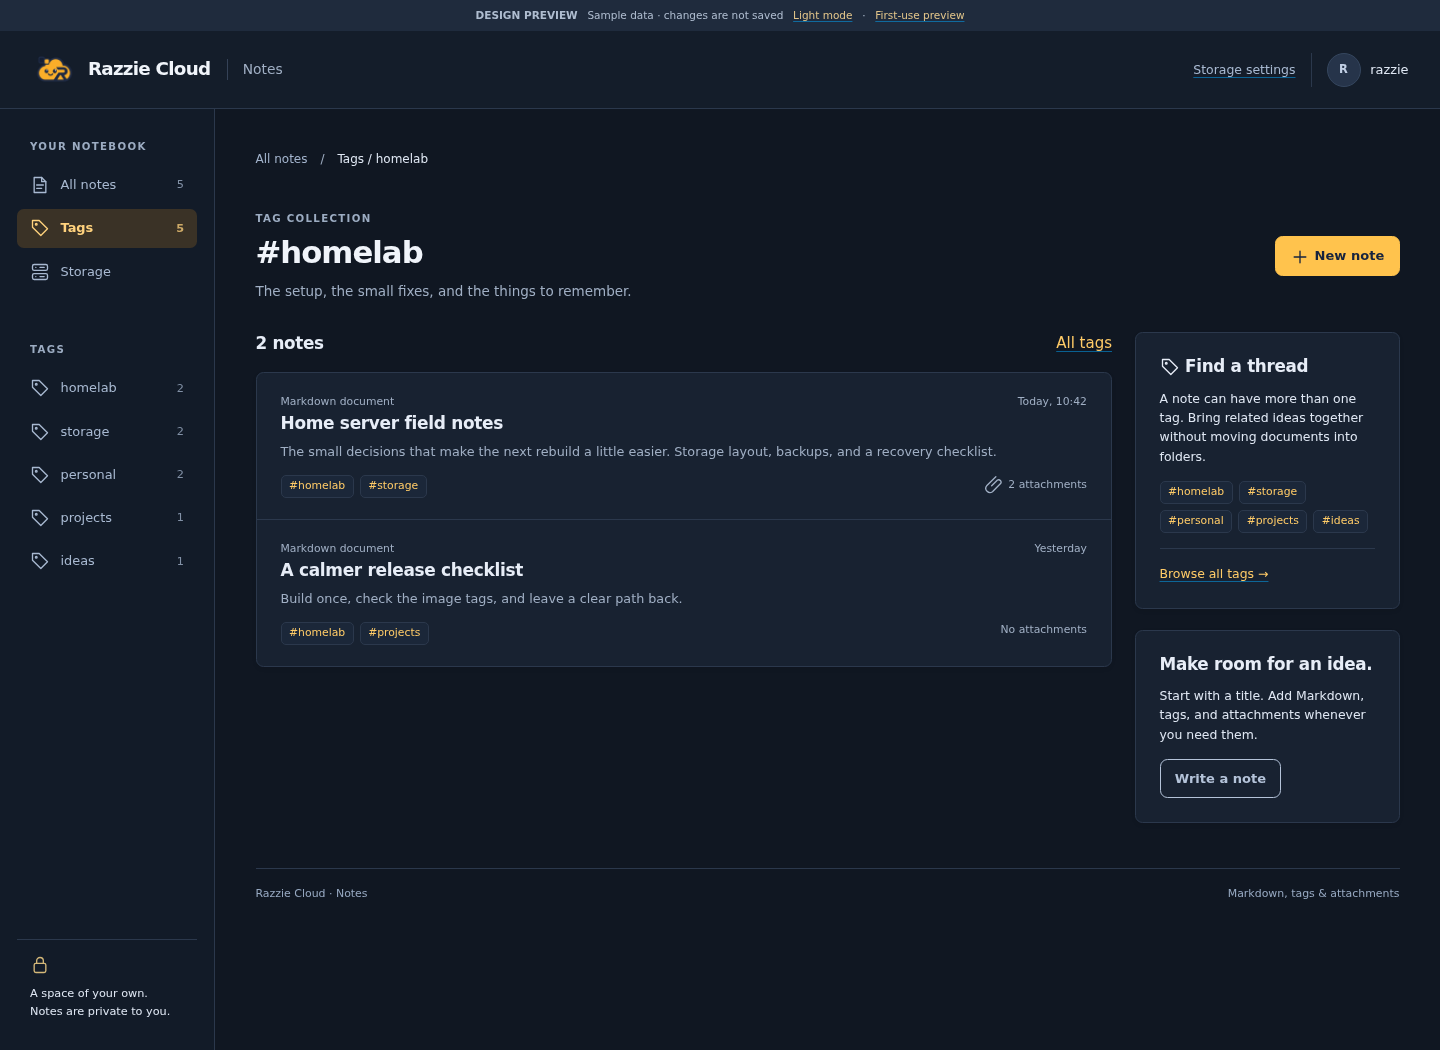 DESIGN PREVIEW Sample data · changes are not saved Light mode · First-use preview
Razzie Cloud Notes
Storage settings R razzie
YOUR NOTEBOOK
All notes 5
Tags 5
Storage
TAGS
homelab 2
storage 2
personal 2
projects 1
ideas 1
A space of your own.
Notes are private to you.
All notes / Tags / homelab
TAG COLLECTION
#homelab
The setup, the small fixes, and the things to remember.
New note
2 notes All tags
Markdown document Today, 10:42
Home server field notes
The small decisions that make the next rebuild a little easier. Storage layout, backups, and a recovery checklist.
#homelab #storage 2 attachments
Markdown document Yesterday
A calmer release checklist
Build once, check the image tags, and leave a clear path back.
#homelab #projects No attachments
Find a thread
A note can have more than one
tag. Bring related ideas together
without moving documents into
folders.
#homelab #storage
#personal #projects #ideas
Browse all tags →
Make room for an idea.
Start with a title. Add Markdown,
tags, and attachments whenever
you need them.
Write a note
Razzie Cloud · Notes Markdown, tags & attachments